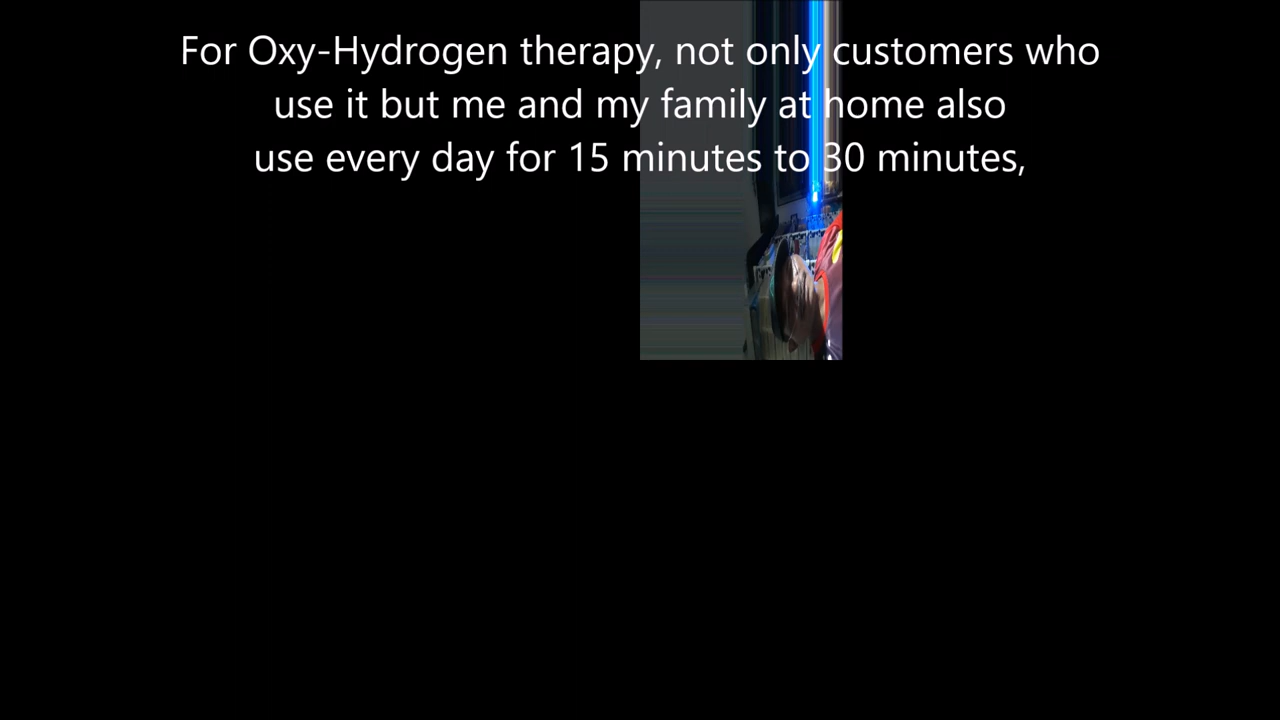 For Oxy-Hydrogen therapy, not only customers who
use it but me and my family at home also
use every day for 15 minutes to 30 minutes,